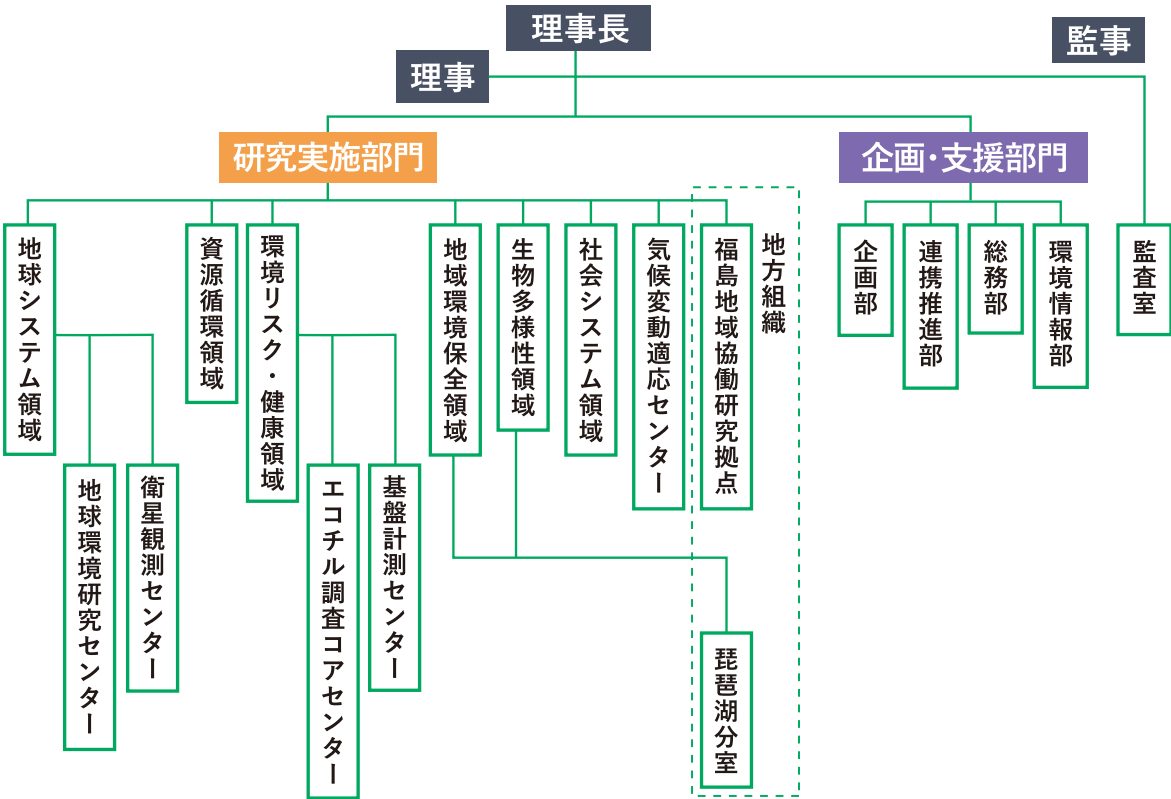 理事長
監事
理事
研究実施部門
企画・支援部門
地球システム領域
資源循環領域
環境リスク・健康領域
地域環境保全領域
生物多様性領域
社会システム領域
気候変動適応センター
福島地域協働研究拠点
地方組織
企画部
連携推進部
総務部
環境情報部
監査室
地球環境研究センター
衛星観測センター
エコチル調査コアセンター
基盤計測センター
琵琶湖分室